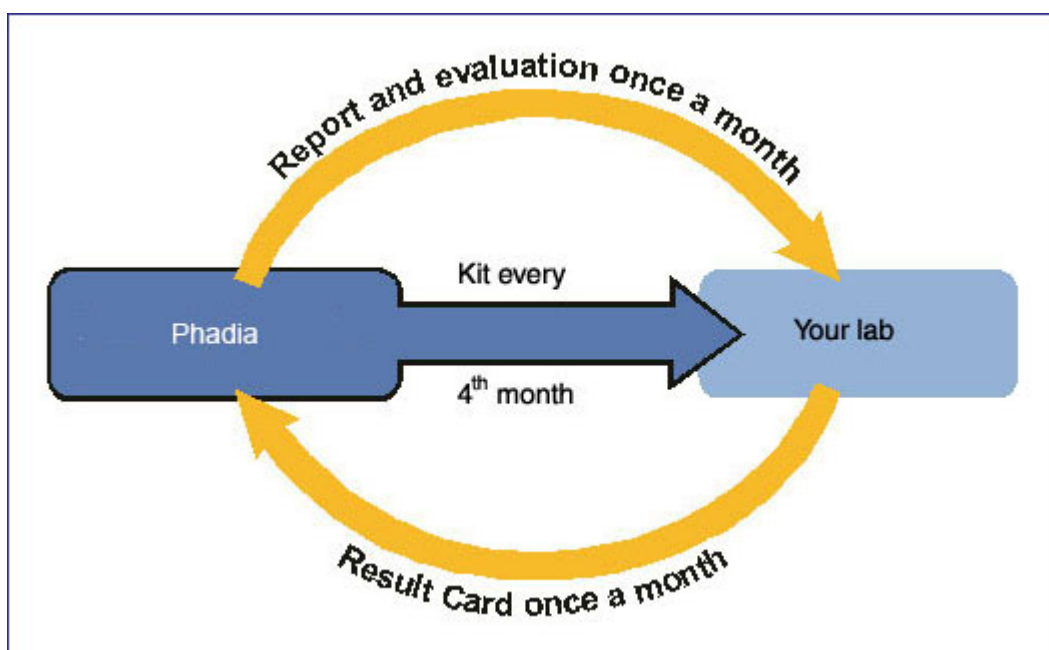 Report and evaluation once a month
Kit every
Phadia
Your lab
4th month
Result Card once a month